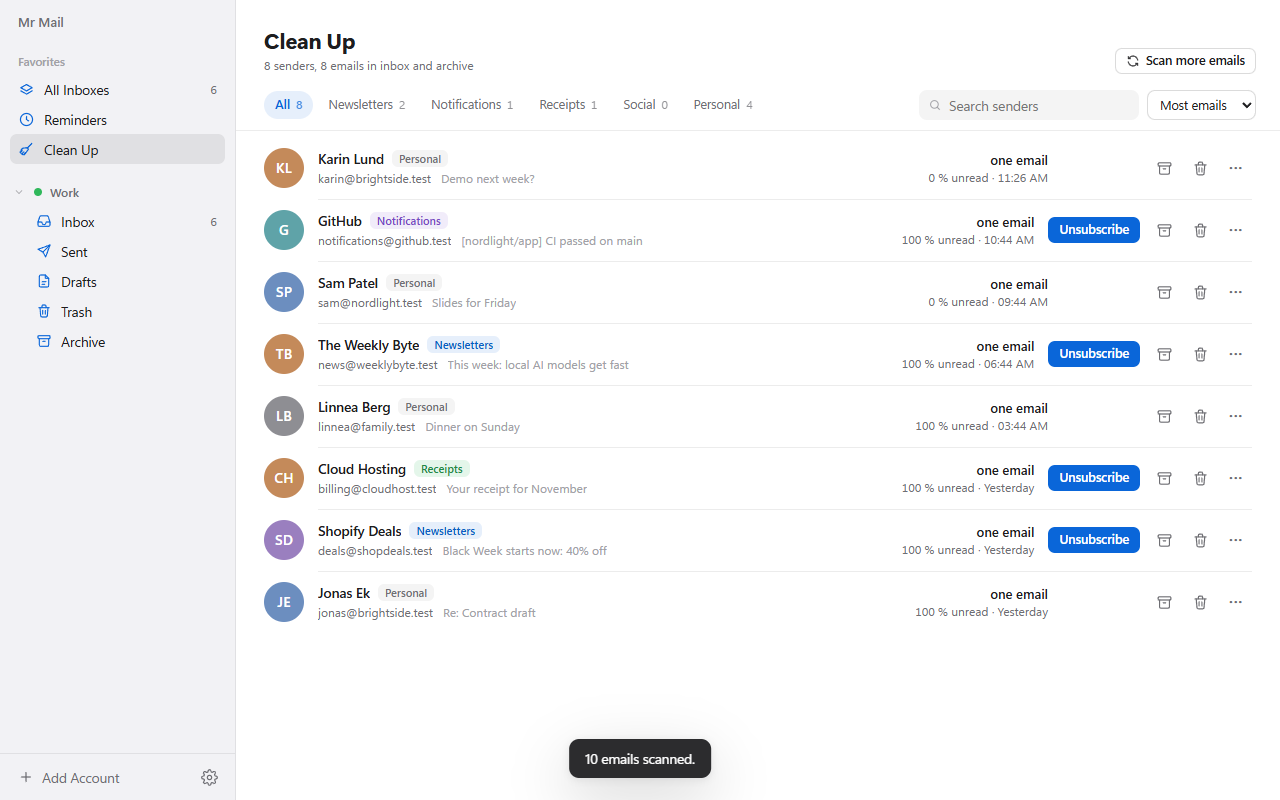 Mr Mail
Favorites
All Inboxes 6
Reminders
Clean Up
Work
Inbox 6
Sent
Drafts
Trash
Archive
Add Account
Clean Up
8 senders, 8 emails in inbox and archive
Scan more emails
All 8 Newsletters 2 Notifications 1 Receipts 1 Social 0 Personal 4
Search senders
Most emails
KL
Karin Lund Personal
karin@brightside.test Demo next week?
one email
0 % unread · 11:26 AM
G
GitHub Notifications
notifications@github.test [nordlight/app] CI passed on main
one email
100 % unread · 10:44 AM
Unsubscribe
SP
Sam Patel Personal
sam@nordlight.test Slides for Friday
one email
0 % unread · 09:44 AM
TB
The Weekly Byte Newsletters
news@weeklybyte.test This week: local AI models get fast
one email
100 % unread · 06:44 AM
Unsubscribe
LB
Linnea Berg Personal
linnea@family.test Dinner on Sunday
one email
100 % unread · 03:44 AM
CH
Cloud Hosting Receipts
billing@cloudhost.test Your receipt for November
one email
100 % unread · Yesterday
Unsubscribe
SD
Shopify Deals Newsletters
deals@shopdeals.test Black Week starts now: 40% off
one email
100 % unread · Yesterday
Unsubscribe
JE
Jonas Ek Personal
jonas@brightside.test Re: Contract draft
one email
100 % unread · Yesterday
10 emails scanned.